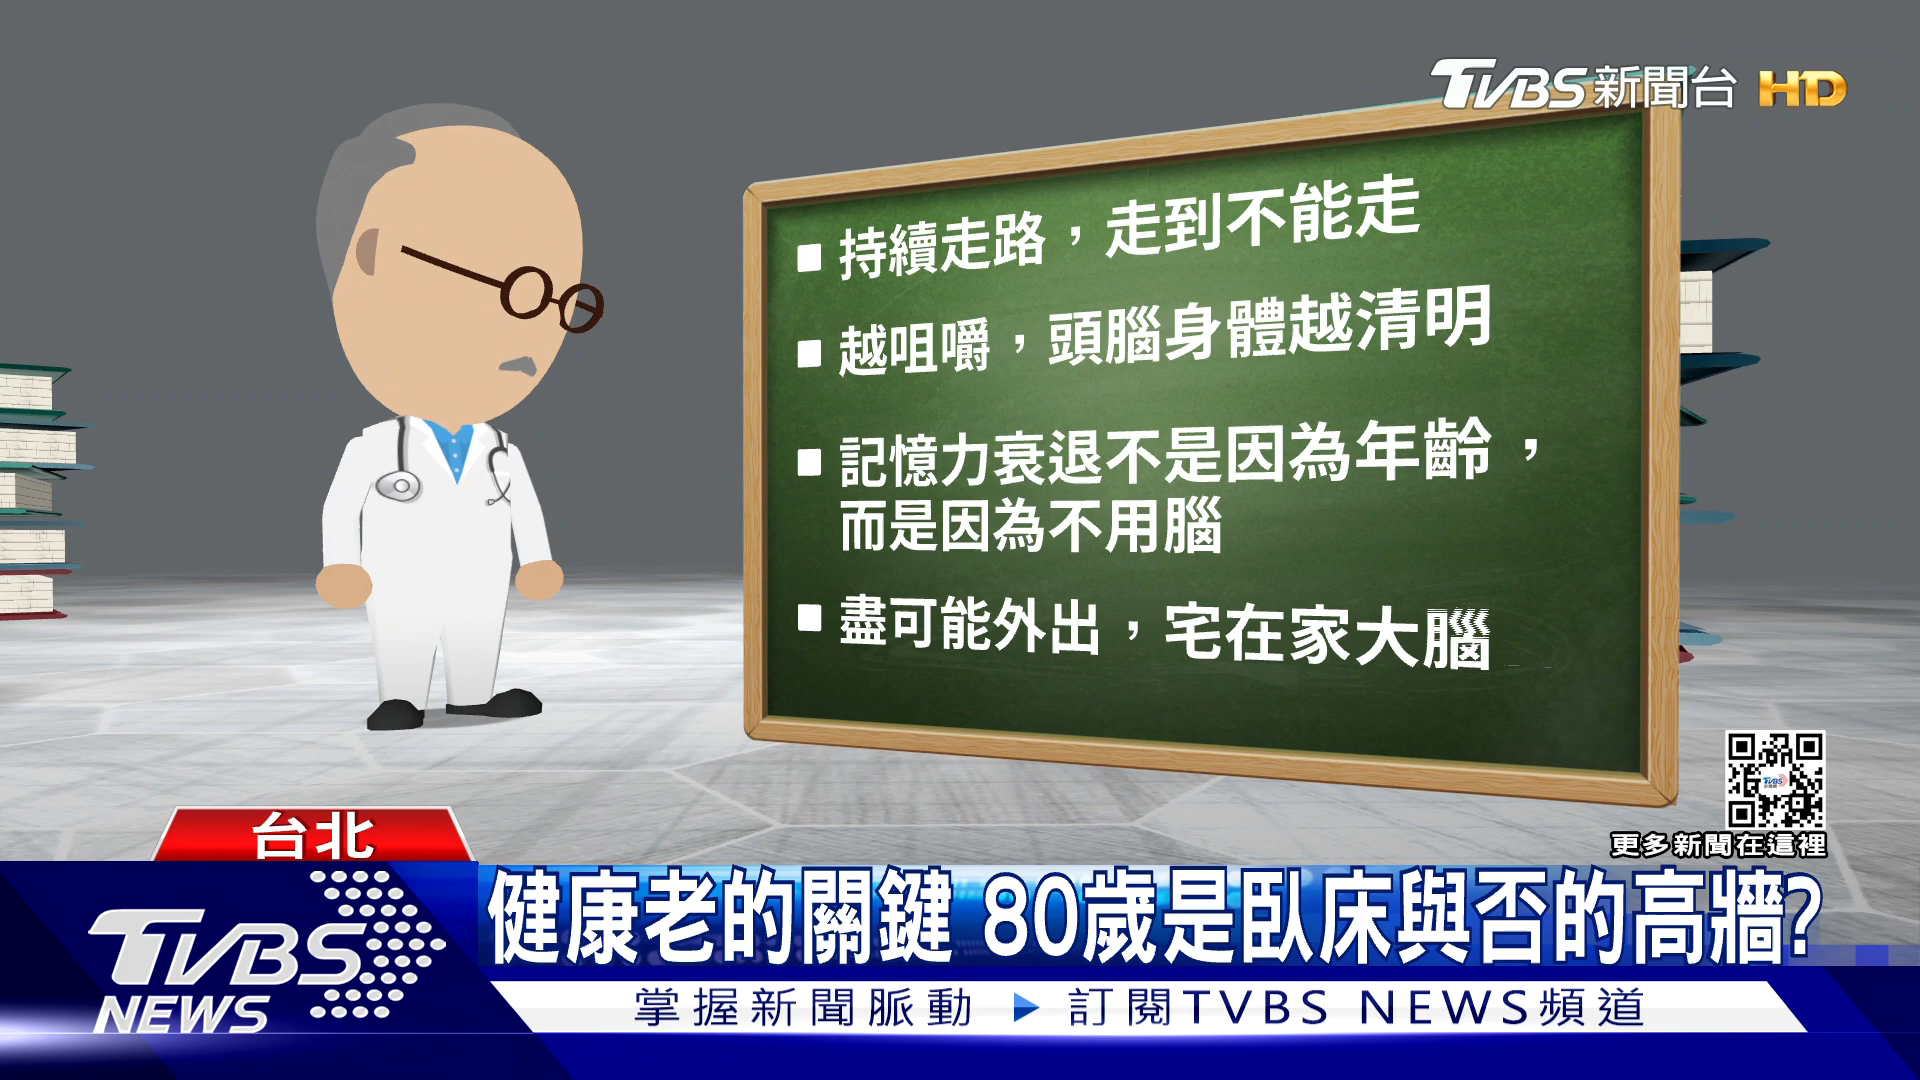 TVBS新聞台 HD
持續走路，走到不能走
越咀嚼，頭腦身體越清明
記憶力衰退不是因為年齡，
而是因為不用腦
盡可能外出，宅在家大腦
TVBS
更多新聞在這裡
台北
健康老的關鍵 80歲是臥床與否的高牆?
TVBS
NEWS
掌握新聞脈動 ▶ 訂閱TVBS NEWS頻道